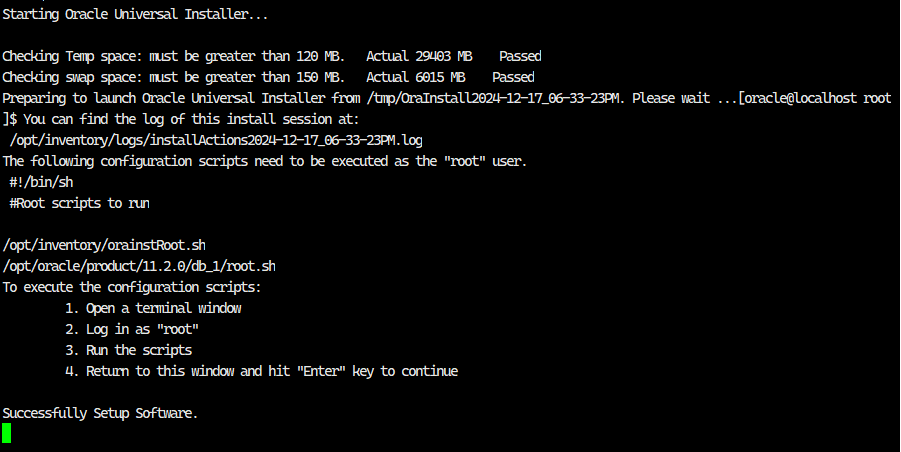 Starting Oracle Universal Installer...
Checking Temp space: must be greater than 120 MB.   Actual 29403 MB    Passed
Checking swap space: must be greater than 150 MB.   Actual 6015 MB    Passed
Preparing to launch Oracle Universal Installer from /tmp/OraInstall2024-12-17_06-33-23PM. Please wait ...[oracle@localhost root
]$ You can find the log of this install session at:
 /opt/inventory/logs/installActions2024-12-17_06-33-23PM.log
The following configuration scripts need to be executed as the "root" user.
 #!/bin/sh
 #Root scripts to run
/opt/inventory/orainstRoot.sh
/opt/oracle/product/11.2.0/db_1/root.sh
To execute the configuration scripts:
         1. Open a terminal window
         2. Log in as "root"
         3. Run the scripts
         4. Return to this window and hit "Enter" key to continue
Successfully Setup Software.